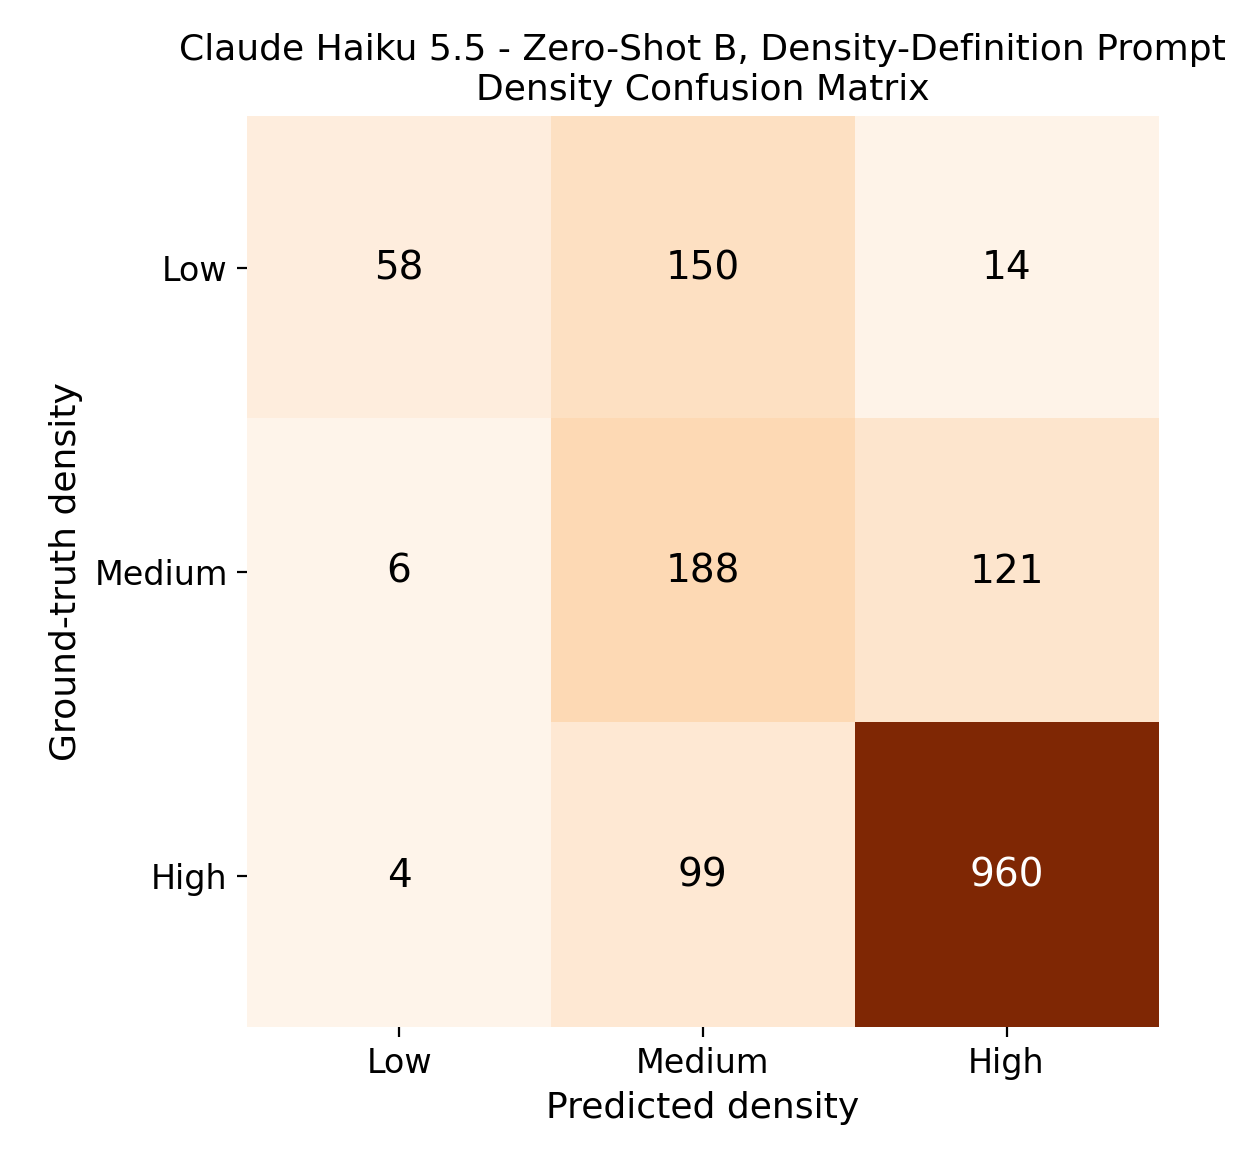 Claude Haiku 5.5 - Zero-Shot B, Density-Definition Prompt
Density Confusion Matrix
Ground-truth density
Low
58
150
14
Medium
6
188
121
High
4
99
960
Low
Medium
High
Predicted density